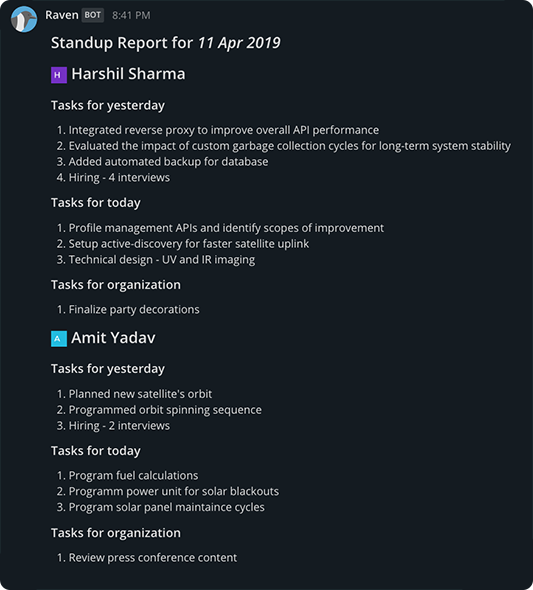 Raven BOT 8:41 PM
Standup Report for 11 Apr 2019
H Harshil Sharma
Tasks for yesterday
1. Integrated reverse proxy to improve overall API performance
2. Evaluated the impact of custom garbage collection cycles for long-term system stability
3. Added automated backup for database
4. Hiring - 4 interviews
Tasks for today
1. Profile management APIs and identify scopes of improvement
2. Setup active-discovery for faster satellite uplink
3. Technical design - UV and IR imaging
Tasks for organization
1. Finalize party decorations
A Amit Yadav
Tasks for yesterday
1. Planned new satellite's orbit
2. Programmed orbit spinning sequence
3. Hiring - 2 interviews
Tasks for today
1. Program fuel calculations
2. Programm power unit for solar blackouts
3. Program solar panel maintaince cycles
Tasks for organization
1. Review press conference content